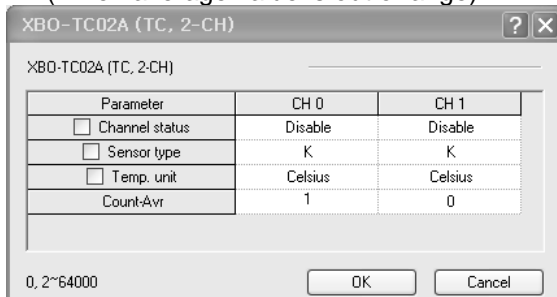 XBO-TC02A (TC, 2-CH)
XBO-TC02A (TC, 2-CH)
Parameter CH 0 CH 1
Channel status Disable Disable
Sensor type K K
Temp. unit Celsius Celsius
Count-Avr 1 0
0, 2~64000 OK Cancel